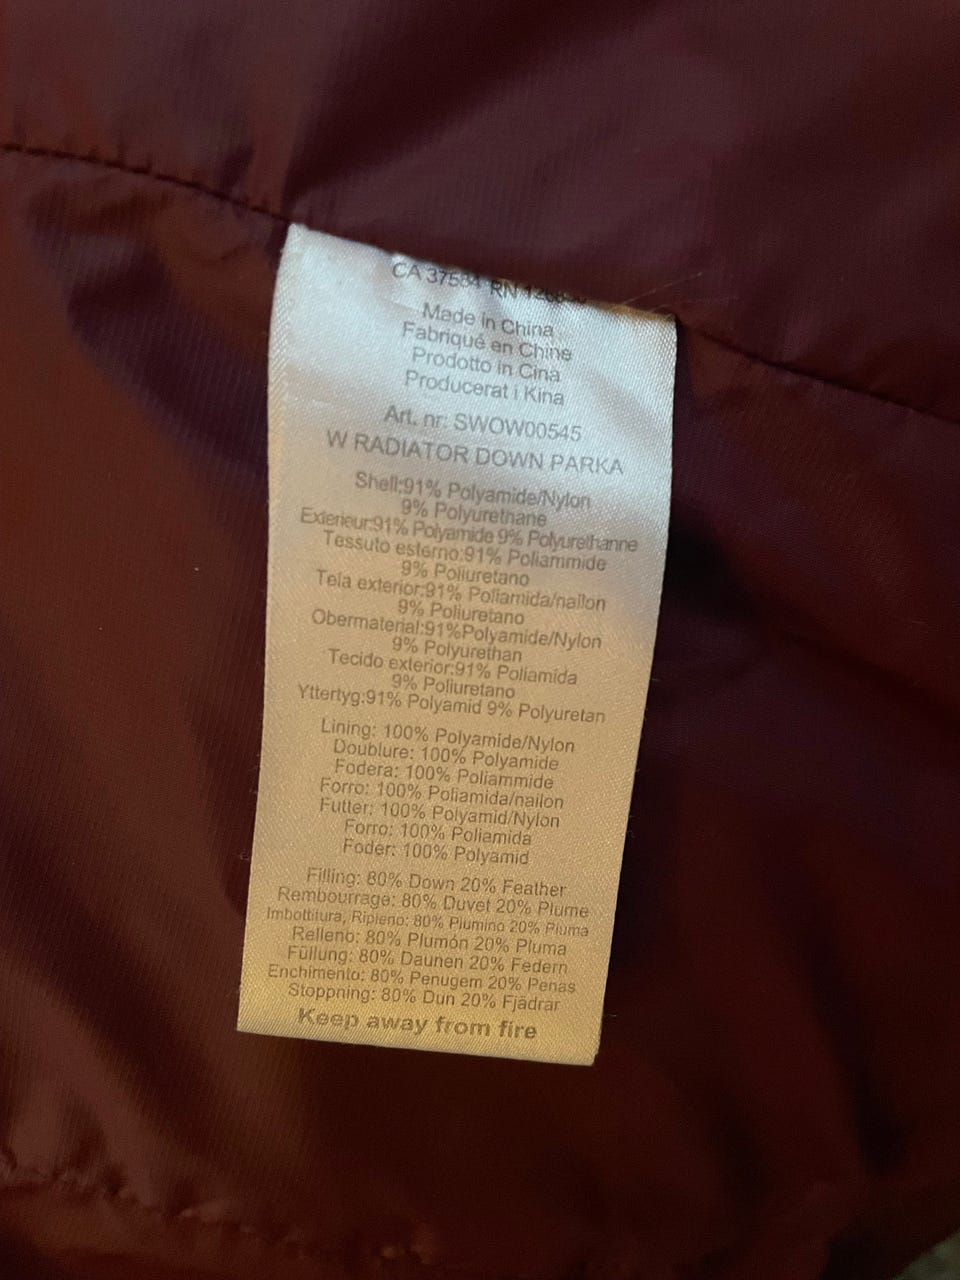 CA 37584 RN
Made in China
Fabriqué en Chine
Prodotto in Cina
Producerat i Kina
Art. nr: SWOW00545
W RADIATOR DOWN PARKA
Shell:91% Polyamide/Nylon
9% Polyurethane
Exterieur:91% Polyamide 9% Polyurethanne
Tessuto esterno:91% Poliammide
9% Poliuretano
Tela exterior:91% Poliamida/nailon
9% Poliuretano
Obermaterial:91%Polyamide/Nylon
9% Polyurethan
Tecido exterior:91% Poliamida
9% Poliuretano
Yttertyg:91% Polyamid 9% Polyuretan
Lining: 100% Polyamide/Nylon
Doublure: 100% Polyamide
Fodera: 100% Poliammide
Forro: 100% Poliamida/nailon
Futter: 100% Polyamid/Nylon
Forro: 100% Poliamida
Foder: 100% Polyamid
Filling: 80% Down 20% Feather
Rembourrage: 80% Duvet 20% Plume
Imbottitura, Ripieno: 80% Piumino 20% Piuma
Relleno: 80% Plumón 20% Pluma
Füllung: 80% Daunen 20% Federn
Enchimento: 80% Penugem 20% Penas
Stoppning: 80% Dun 20% Fjädrar
Keep away from fire